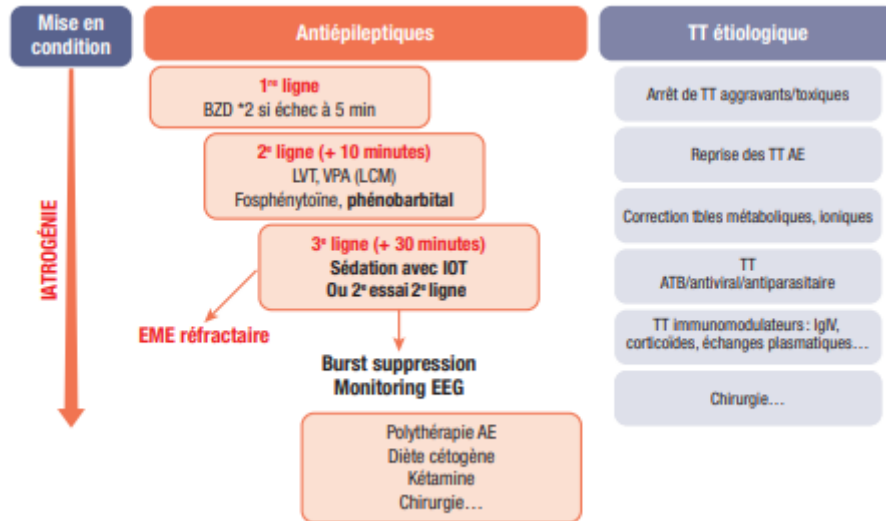 Mise en
condition
Antiépileptiques
TT étiologique
IATROGÉNIE
1re ligne
BZD *2 si échec à 5 min
2e ligne (+ 10 minutes)
LVT, VPA (LCM)
Fosphénytoïne, phénobarbital
3e ligne (+ 30 minutes)
Sédation avec IOT
Ou 2e essai 2e ligne
EME réfractaire
Burst suppression
Monitoring EEG
Polythérapie AE
Diète cétogène
Kétamine
Chirurgie…
Arrêt de TT aggravants/toxiques
Reprise des TT AE
Correction tbles métaboliques, ioniques
TT
ATB/antiviral/antiparasitaire
TT immunomodulateurs : IgIV,
corticoïdes, échanges plasmatiques…
Chirurgie…